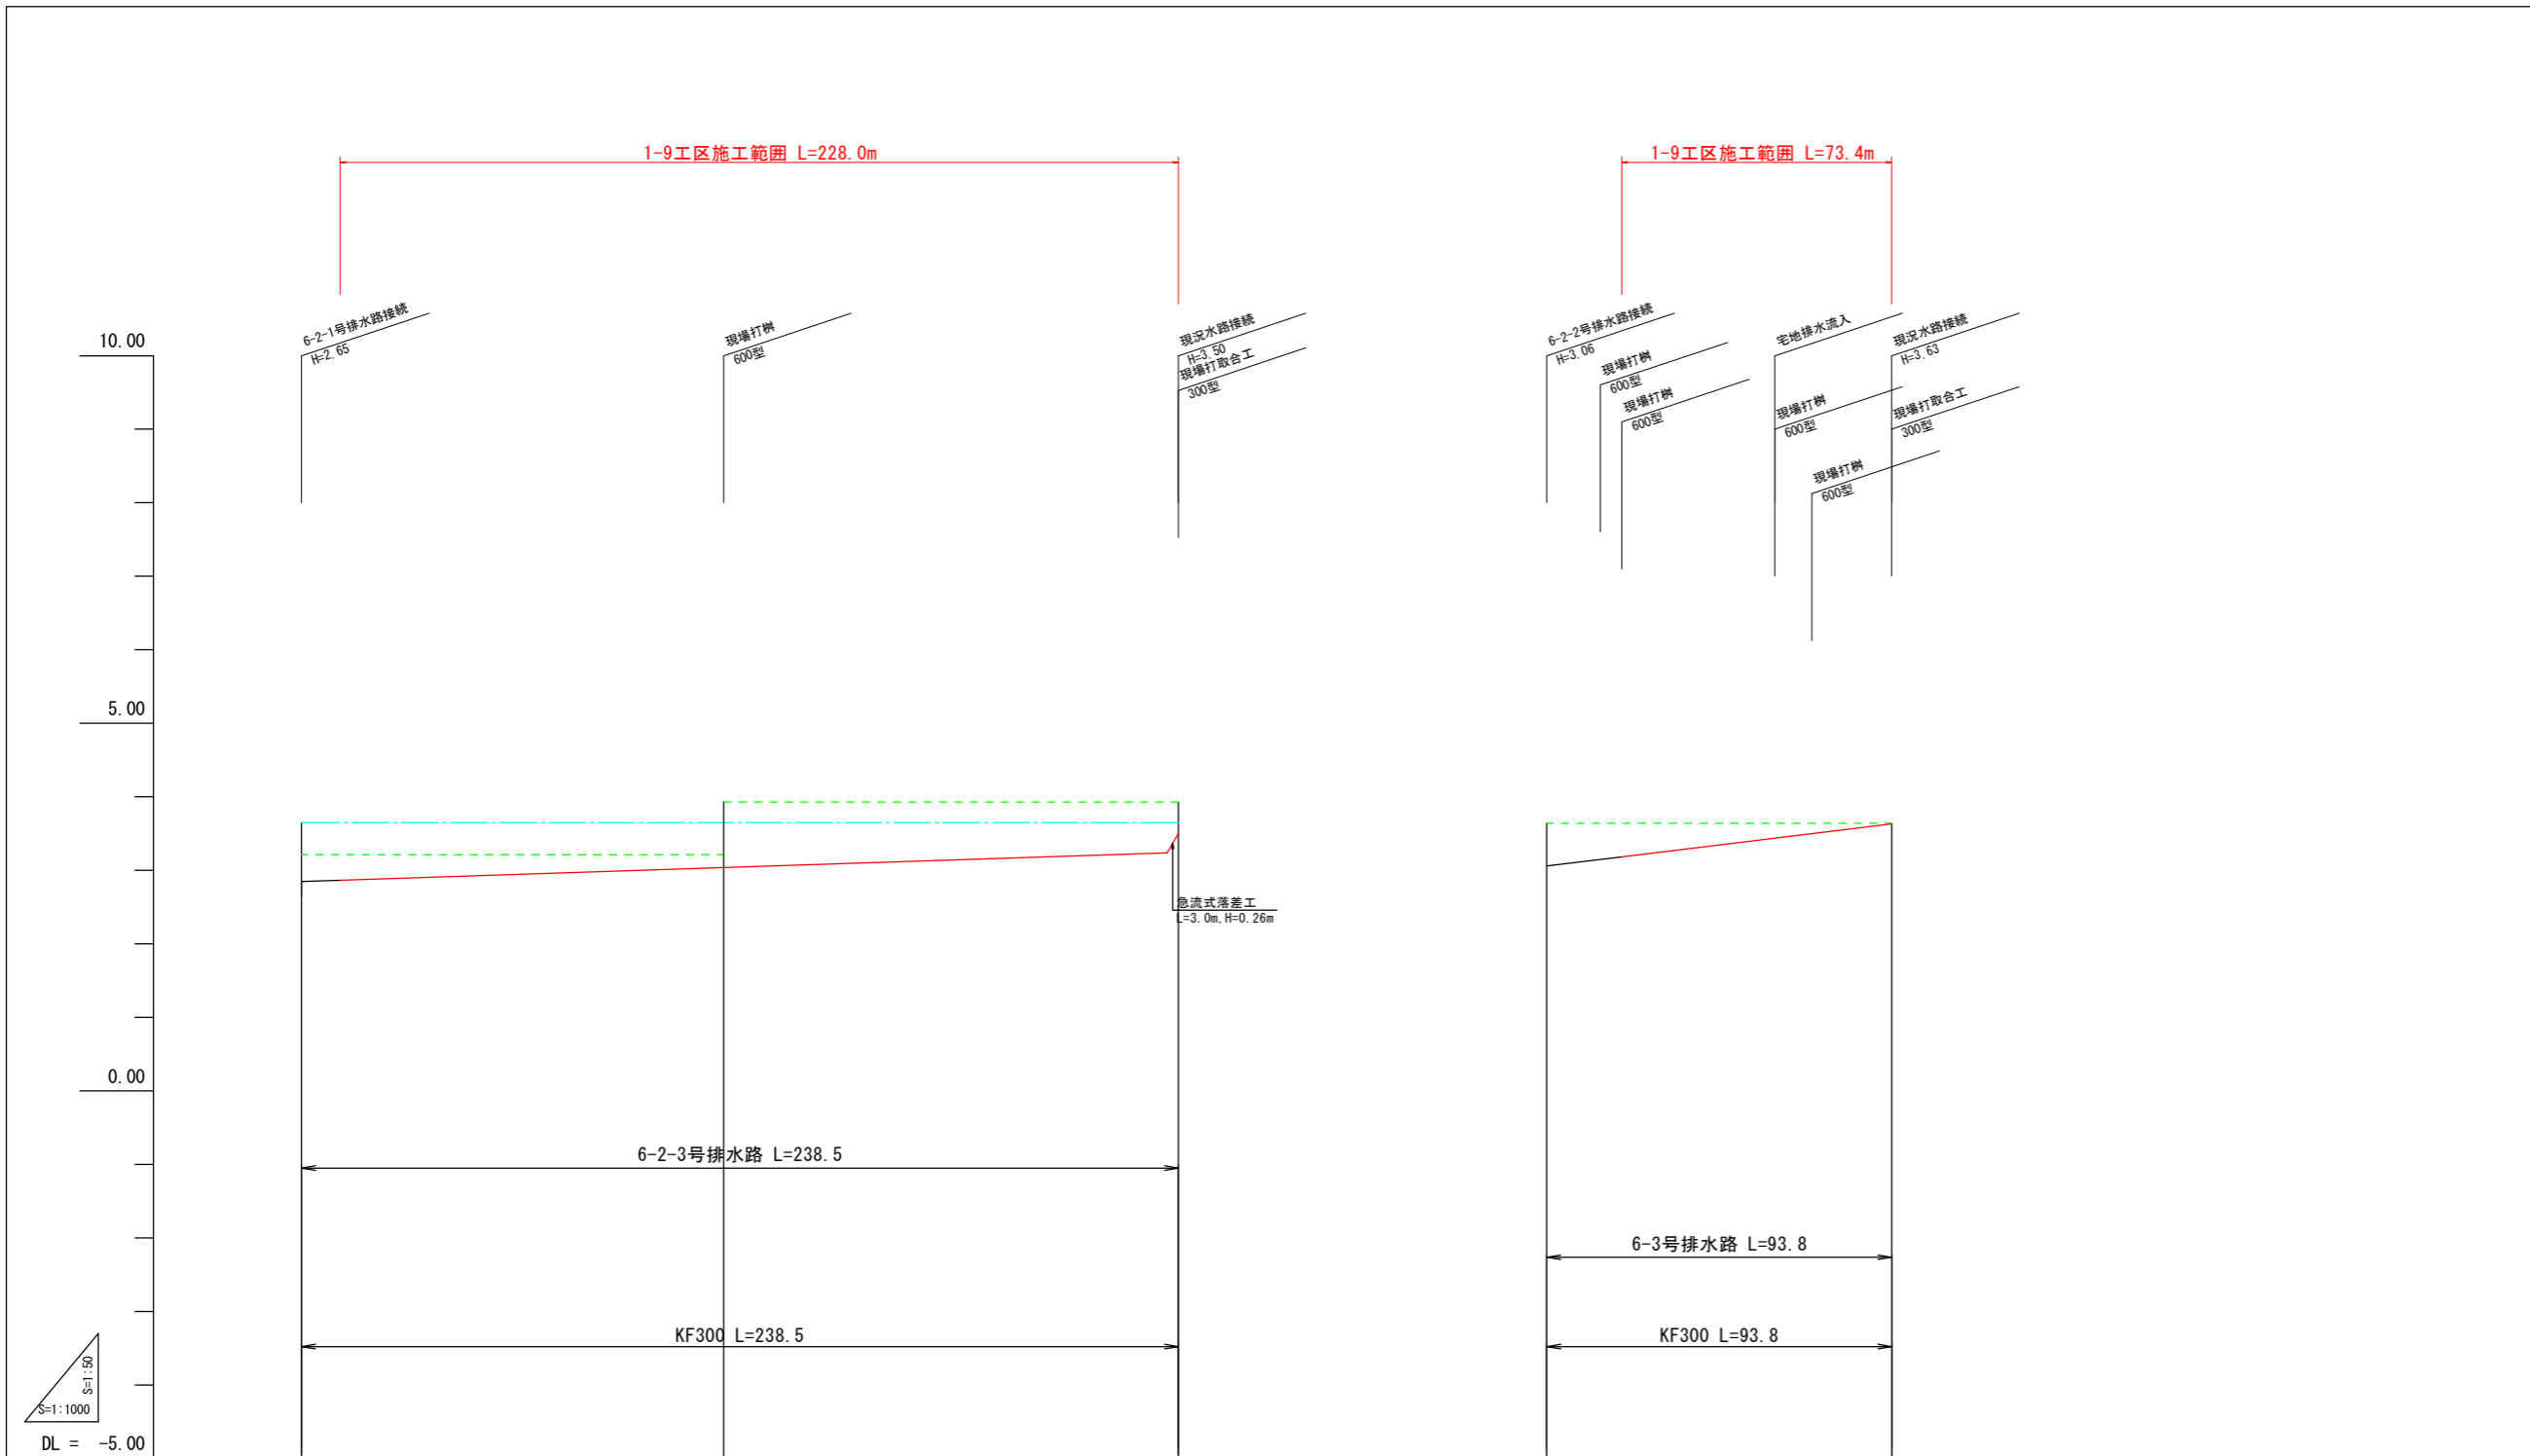 1-9工区施工範囲 L=228.0m
1-9工区施工範囲 L=73.4m
6-2-1号排水路接続
H=2.65
現場打桝
600型
現況水路接続
H=3.50
現場打取合工
300型
6-2-2号排水路接続
H=3.06
現場打桝
600型
現場打桝
600型
宅地排水流入
現場打桝
600型
現場打桝
600型
現況水路接続
H=3.63
現場打取合工
300型
10.00
5.00
0.00
急流式落差工
L=3.0m,H=0.26m
6-2-3号排水路 L=238.5
6-3号排水路 L=93.8
KF300 L=238.5
KF300 L=93.8
S=1:50
S=1:1000
DL = -5.00